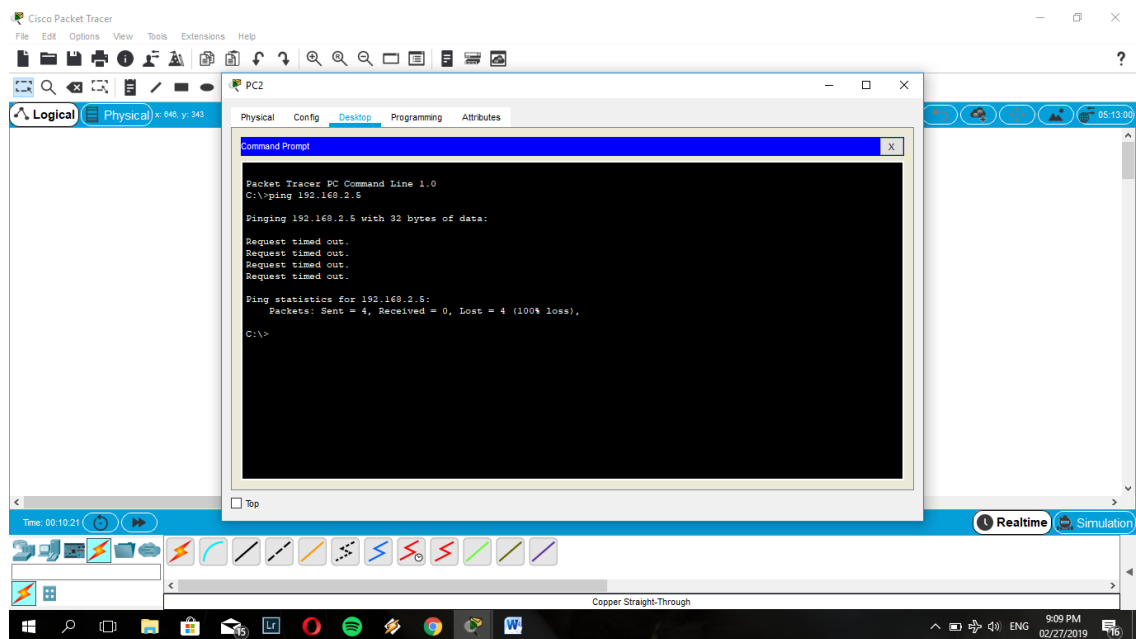 Cisco Packet Tracer
File Edit Options View Tools Extensions Help
?
PC2
Logical
Physical
x: 646, y: 343
05:13:00
Physical Config Desktop Programming Attributes
Command Prompt
X
Packet Tracer PC Command Line 1.0
C:\>ping 192.168.2.5
Pinging 192.168.2.5 with 32 bytes of data:
Request timed out.
Request timed out.
Request timed out.
Request timed out.
Ping statistics for 192.168.2.5:
Packets: Sent = 4, Received = 0, Lost = 4 (100% loss),
C:\>
Top
Time: 00:10:21
Realtime
Simulation
Copper Straight-Through
15
Lr
W
ENG
9:09 PM
02/27/2019
16